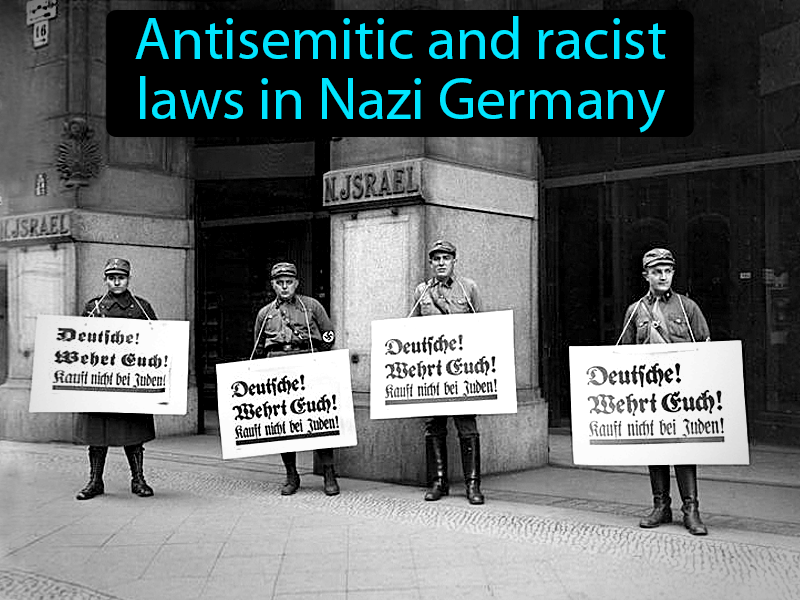 Antisemitic and racist
laws in Nazi Germany
16
N.JSRAEL
N.JSRAEL
Deutsche!
Wehrt Euch!
Kauft nicht bei Juden!
Deutsche!
Wehrt Euch!
Kauft nicht bei Juden!
Deutsche!
Wehrt Euch!
Kauft nicht bei Juden!
Deutsche!
Wehrt Euch!
Kauft nicht bei Juden!